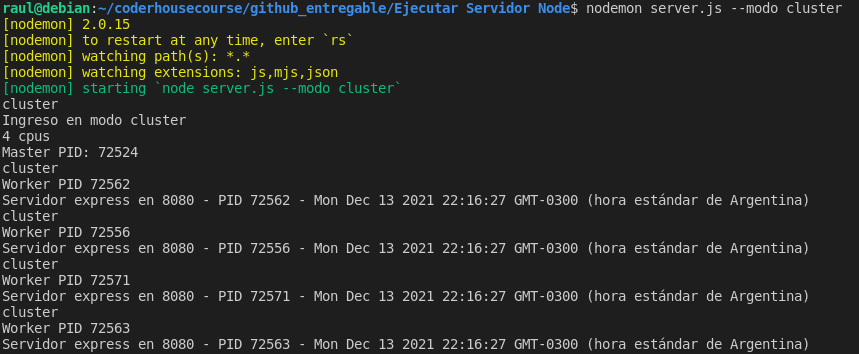 raul@debian:~/coderhousecourse/github_entregable/Ejecutar Servidor Node$ nodemon server.js --modo cluster
[nodemon] 2.0.15
[nodemon] to restart at any time, enter `rs`
[nodemon] watching path(s): *.*
[nodemon] watching extensions: js,mjs,json
[nodemon] starting `node server.js --modo cluster`
cluster
Ingreso en modo cluster
4 cpus
Master PID: 72524
cluster
Worker PID 72562
Servidor express en 8080 - PID 72562 - Mon Dec 13 2021 22:16:27 GMT-0300 (hora estándar de Argentina)
cluster
Worker PID 72556
Servidor express en 8080 - PID 72556 - Mon Dec 13 2021 22:16:27 GMT-0300 (hora estándar de Argentina)
cluster
Worker PID 72571
Servidor express en 8080 - PID 72571 - Mon Dec 13 2021 22:16:27 GMT-0300 (hora estándar de Argentina)
cluster
Worker PID 72563
Servidor express en 8080 - PID 72563 - Mon Dec 13 2021 22:16:27 GMT-0300 (hora estándar de Argentina)